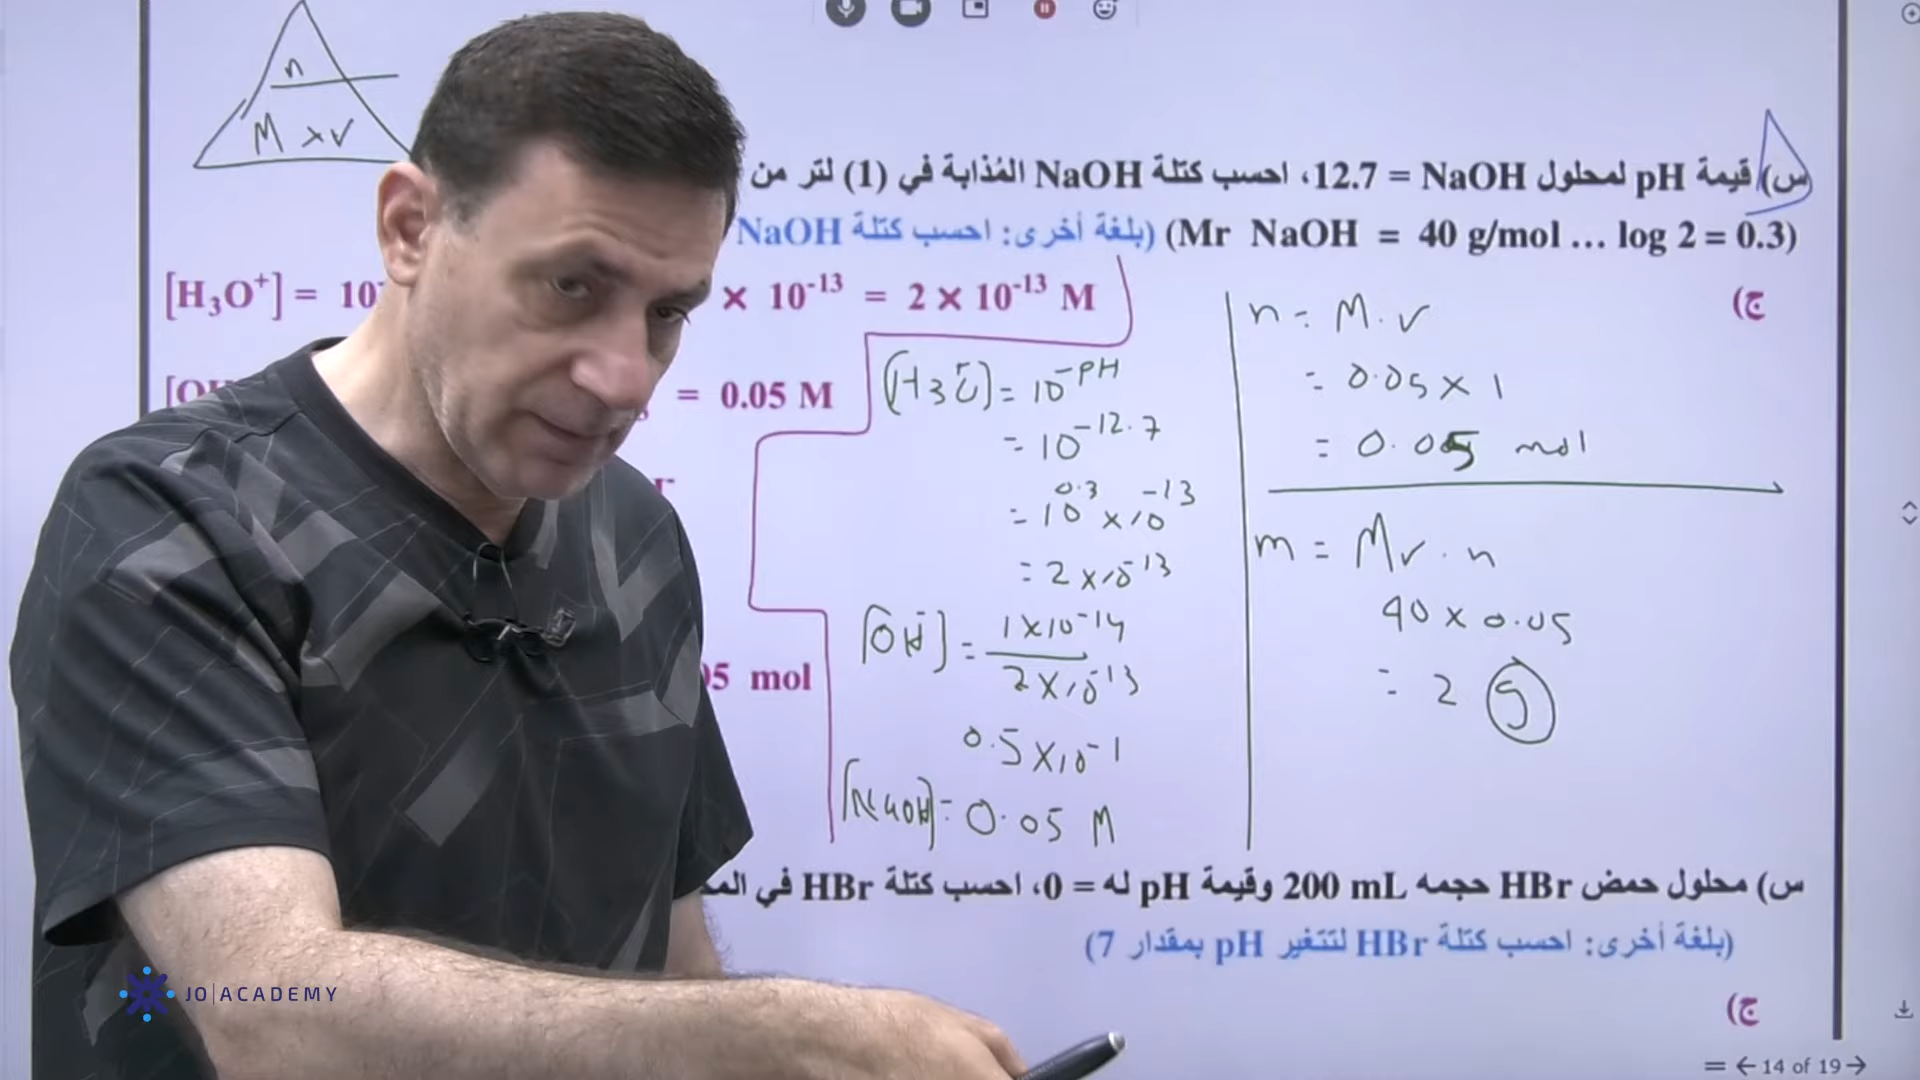 n
M x v
س) قيمة pH لمحلول NaOH = 12.7، احسب كتلة NaOH المُذابة في (1) لتر من
(Mr NaOH = 40 g/mol ... log 2 = 0.3) (بلغة أخرى: احسب كتلة NaOH
ج)
[H₃O⁺] = 10⁻
× 10⁻¹³ = 2 × 10⁻¹³ M
= 0.05 M
05 mol
[H3O⁺] = 10^-PH
= 10^-12.7
= 10^0.3 x 10^-13
= 2 x 10^-13
[OH⁻] = 1 x 10^-14
2 x 10^-13
0.5 x 10^-1
[NaOH] = 0.05 M
n = M . v
= 0.05 x 1
= 0.05 mol
m = Mr . n
40 x 0.05
= 2 g
س) محلول حمض HBr حجمه 200 mL وقيمة pH له = 0، احسب كتلة HBr في
(بلغة أخرى: احسب كتلة HBr لتتغير pH بمقدار 7)
ج)
JO|ACADEMY
14 of 19